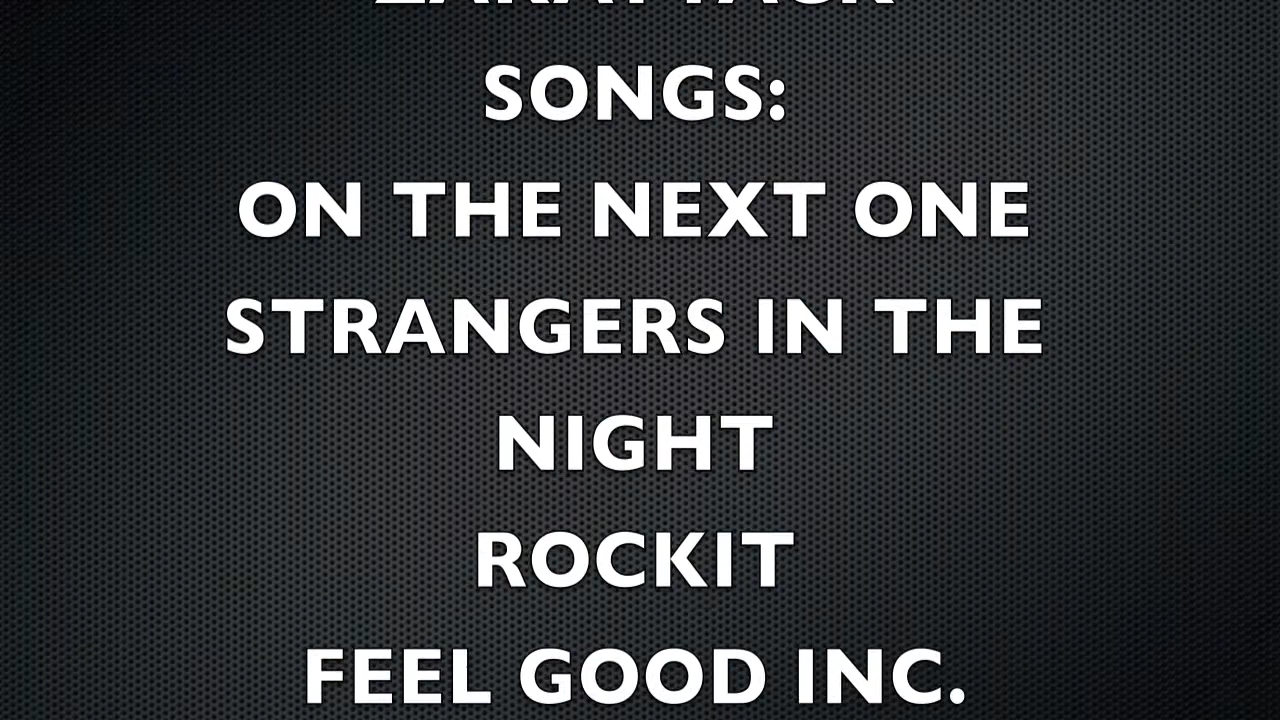 SONGS:
ON THE NEXT ONE
STRANGERS IN THE
NIGHT
ROCKIT
FEEL GOOD INC.